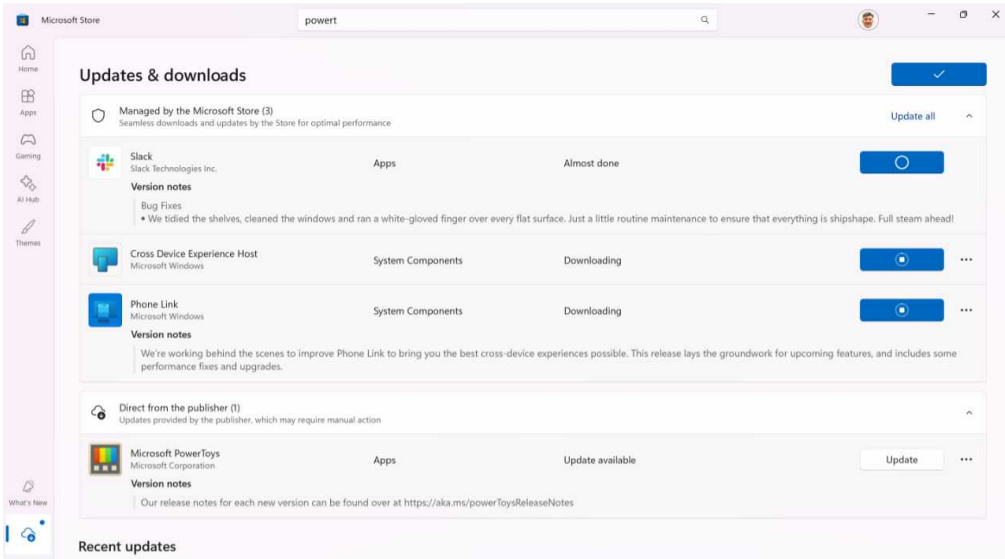 Microsoft Store
powert
Home
Apps
Gaming
AI Hub
Themes
What's New
Updates & downloads
Managed by the Microsoft Store (3)
Seamless downloads and updates by the Store for optimal performance
Update all
Slack
Slack Technologies Inc.
Apps
Almost done
Version notes
Bug Fixes
• We tidied the shelves, cleaned the windows and ran a white-gloved finger over every flat surface. Just a little routine maintenance to ensure that everything is shipshape. Full steam ahead!
Cross Device Experience Host
Microsoft Windows
System Components
Downloading
Phone Link
Microsoft Windows
System Components
Downloading
Version notes
We're working behind the scenes to improve Phone Link to bring you the best cross-device experiences possible. This release lays the groundwork for upcoming features, and includes some
performance fixes and upgrades.
Direct from the publisher (1)
Updates provided by the publisher, which may require manual action
Microsoft PowerToys
Microsoft Corporation
Apps
Update available
Update
Version notes
Our release notes for each new version can be found over at https://aka.ms/powerToysReleaseNotes
Recent updates